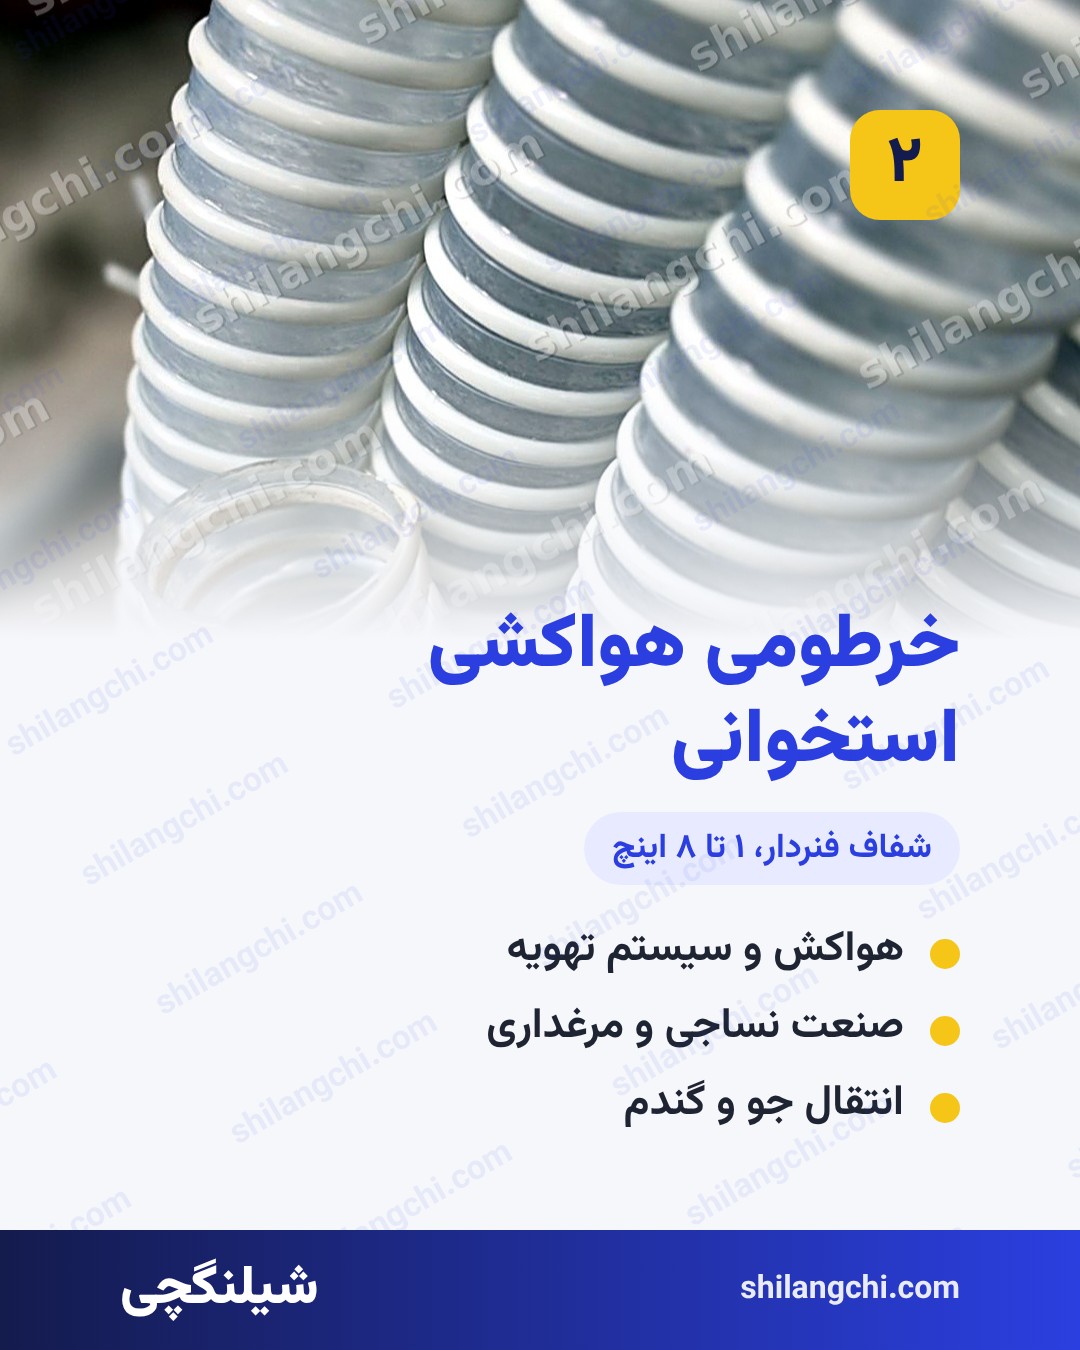 ۲
خرطومی هواکشی
استخوانی
شفاف فنردار، ۱ تا ۸ اینچ
هواکش و سیستم تهویه
صنعت نساجی و مرغداری
انتقال جو و گندم
shilangchi.com
شیلنگچی